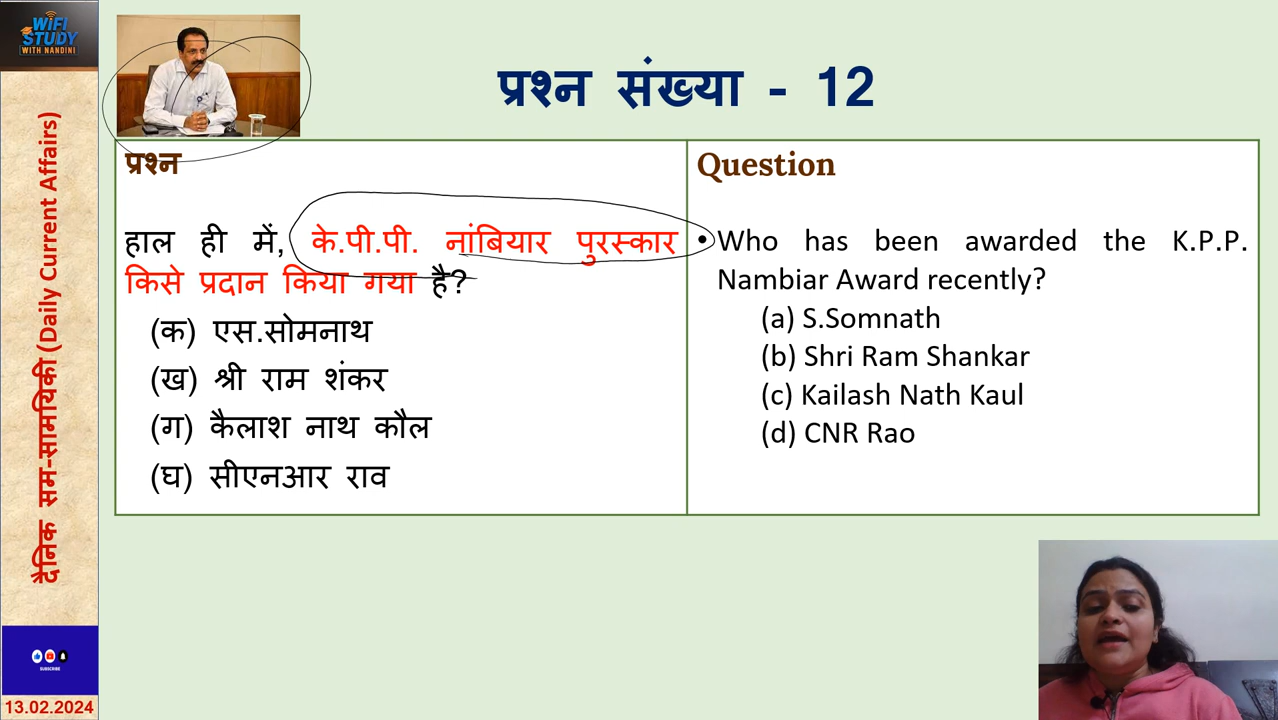 WiFi
STUDY
WITH NANDINI
दैनिक सम-सामयिकी (Daily Current Affairs)
SUBSCRIBE
13.02.2024
प्रश्न संख्या - 12
प्रश्न
हाल ही में, के.पी.पी. नांबियार पुरस्कार
किसे प्रदान किया गया है?
(क) एस.सोमनाथ
(ख) श्री राम शंकर
(ग) कैलाश नाथ कौल
(घ) सीएनआर राव
Question
• Who has been awarded the K.P.P.
Nambiar Award recently?
(a) S.Somnath
(b) Shri Ram Shankar
(c) Kailash Nath Kaul
(d) CNR Rao